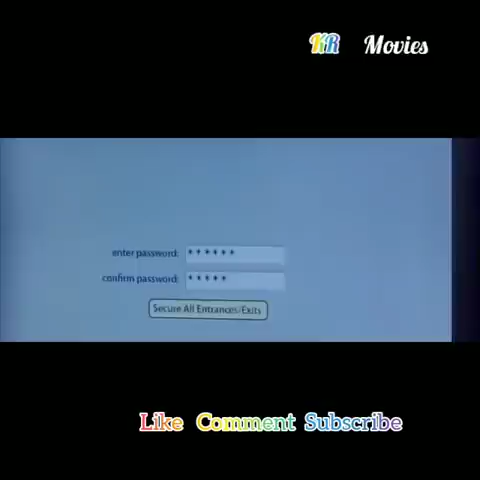 KR Movies
enter password: ******
confirm password: *****
Secure All Entrances/Exits
Like Comment Subscribe